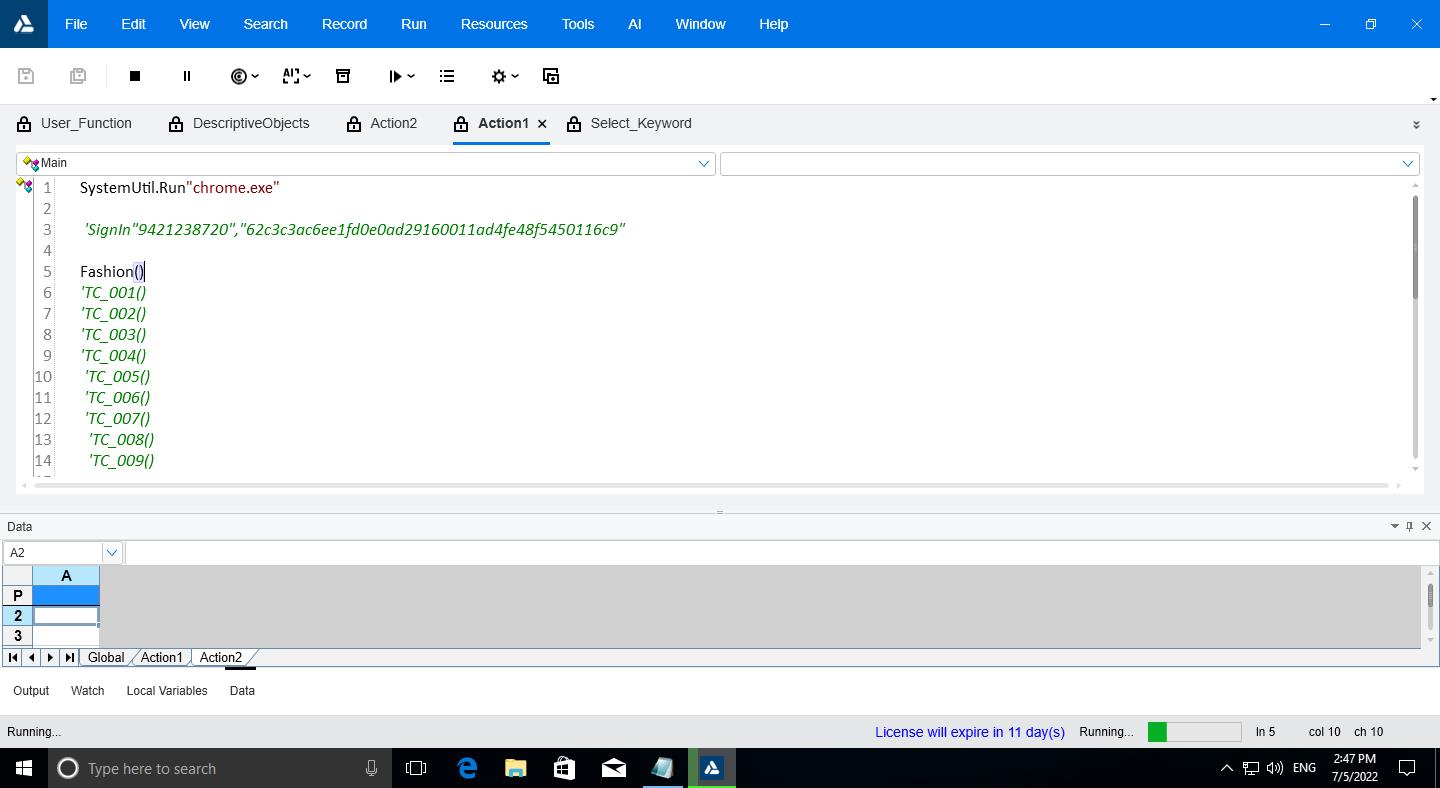 File Edit View Search Record Run Resources Tools AI Window Help
User_Function DescriptiveObjects Action2 Action1 Select_Keyword
Main
1 SystemUtil.Run"chrome.exe"
2
3 'SignIn"9421238720","62c3c3ac6ee1fd0e0ad29160011ad4fe48f5450116c9"
4
5 Fashion()
6 'TC_001()
7 'TC_002()
8 'TC_003()
9 'TC_004()
10 'TC_005()
11 'TC_006()
12 'TC_007()
13 'TC_008()
14 'TC_009()
Data
A2
A
P
2
3
Global Action1 Action2
Output Watch Local Variables Data
Running... License will expire in 11 day(s) Running... ln 5 col 10 ch 10
Type here to search ENG 2:47 PM
7/5/2022